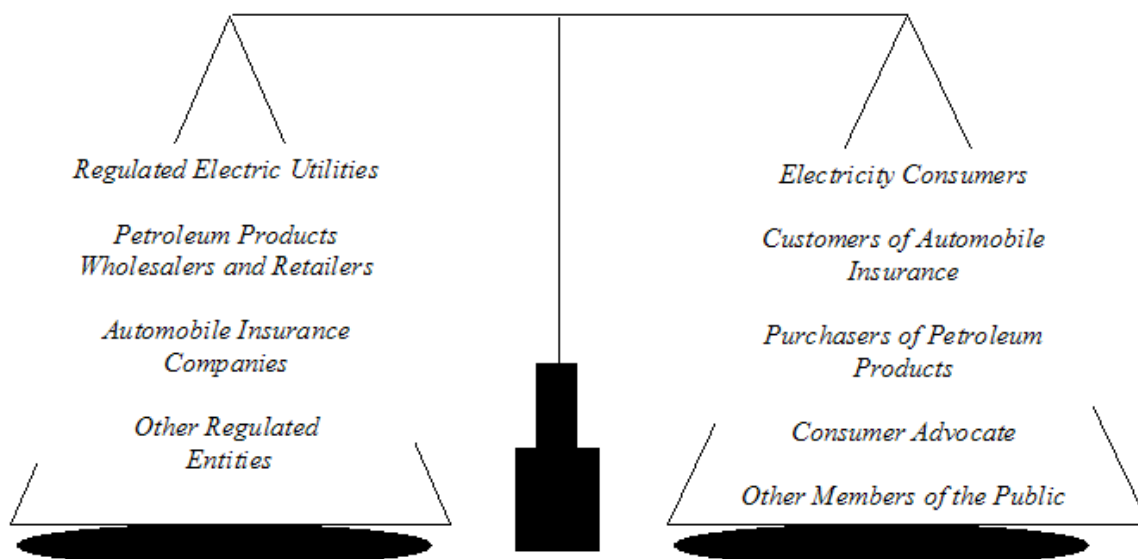 Regulated Electric Utilities
Petroleum Products
Wholesalers and Retailers
Automobile Insurance
Companies
Other Regulated
Entities
Electricity Consumers
Customers of Automobile
Insurance
Purchasers of Petroleum
Products
Consumer Advocate
Other Members of the Public